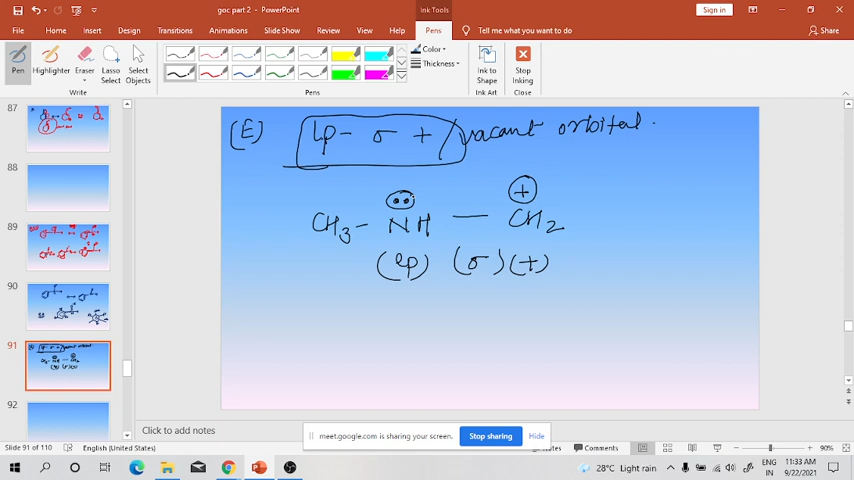 goc part 2 - PowerPoint
Ink Tools
Sign in
File
Home
Insert
Draw
Design
Transitions
Animations
Slide Show
Review
View
Help
Pens
Tell me what you want to do
Share
Pen
Highlighter
Eraser
Lasso Select
Select Objects
Color
Thickness
Ink to Shape
Stop Inking
Write
Pens
Ink Art
Close
87
88
89
90
91
92
(E) lp - σ + / vacant orbital.
CH3 - N̈H — C⊕H2
(lp) (σ) (+)
Click to add notes
meet.google.com is sharing your screen.
Stop sharing
Hide
Slide 91 of 110
English (United States)
Notes
Comments
90%
28°C Light rain
ENG
IN
11:33 AM
9/22/2021